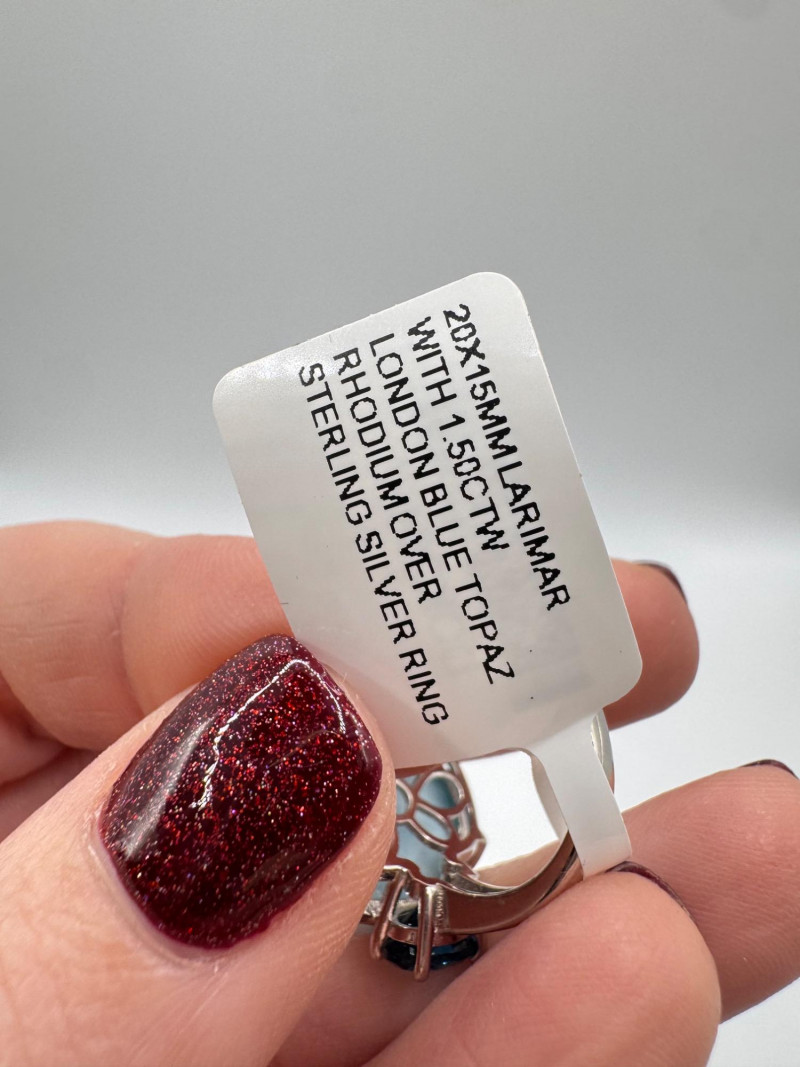 20X15MM LARIMAR
WITH 1.50CTW
LONDON BLUE TOPAZ
RHODIUM OVER
STERLING SILVER RING